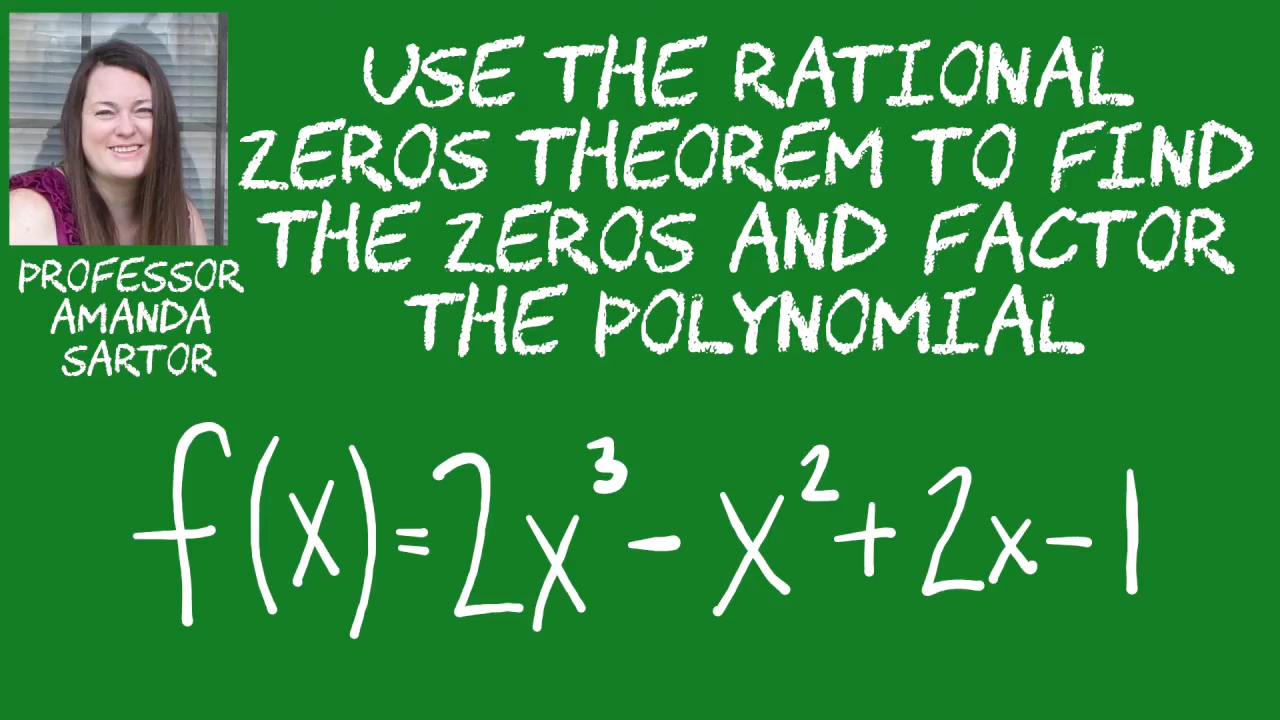 USE THE RATIONAL
ZEROS THEOREM TO FIND
THE ZEROS AND FACTOR
THE POLYNOMIAL
PROFESSOR
AMANDA
SARTOR
f(x)=2x³-x²+2x-1